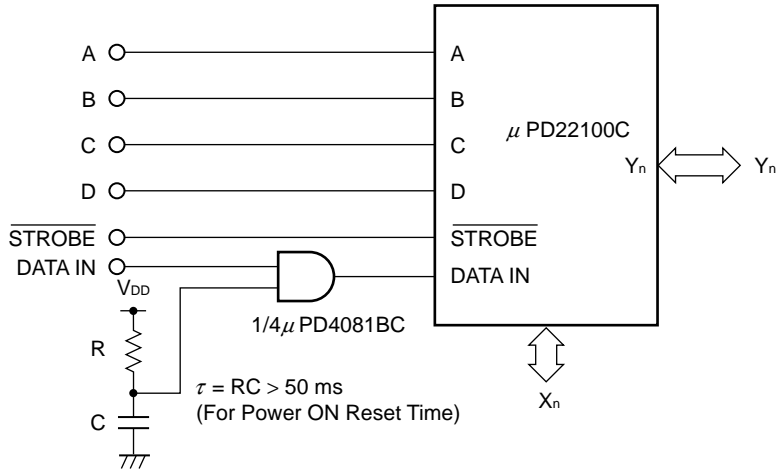 A A
B B
μ PD22100C
C C
Yn Yn
D D
STROBE STROBE
DATA IN DATA IN
VDD
1/4μ PD4081BC
R
τ = RC > 50 ms
(For Power ON Reset Time)
C
Xn